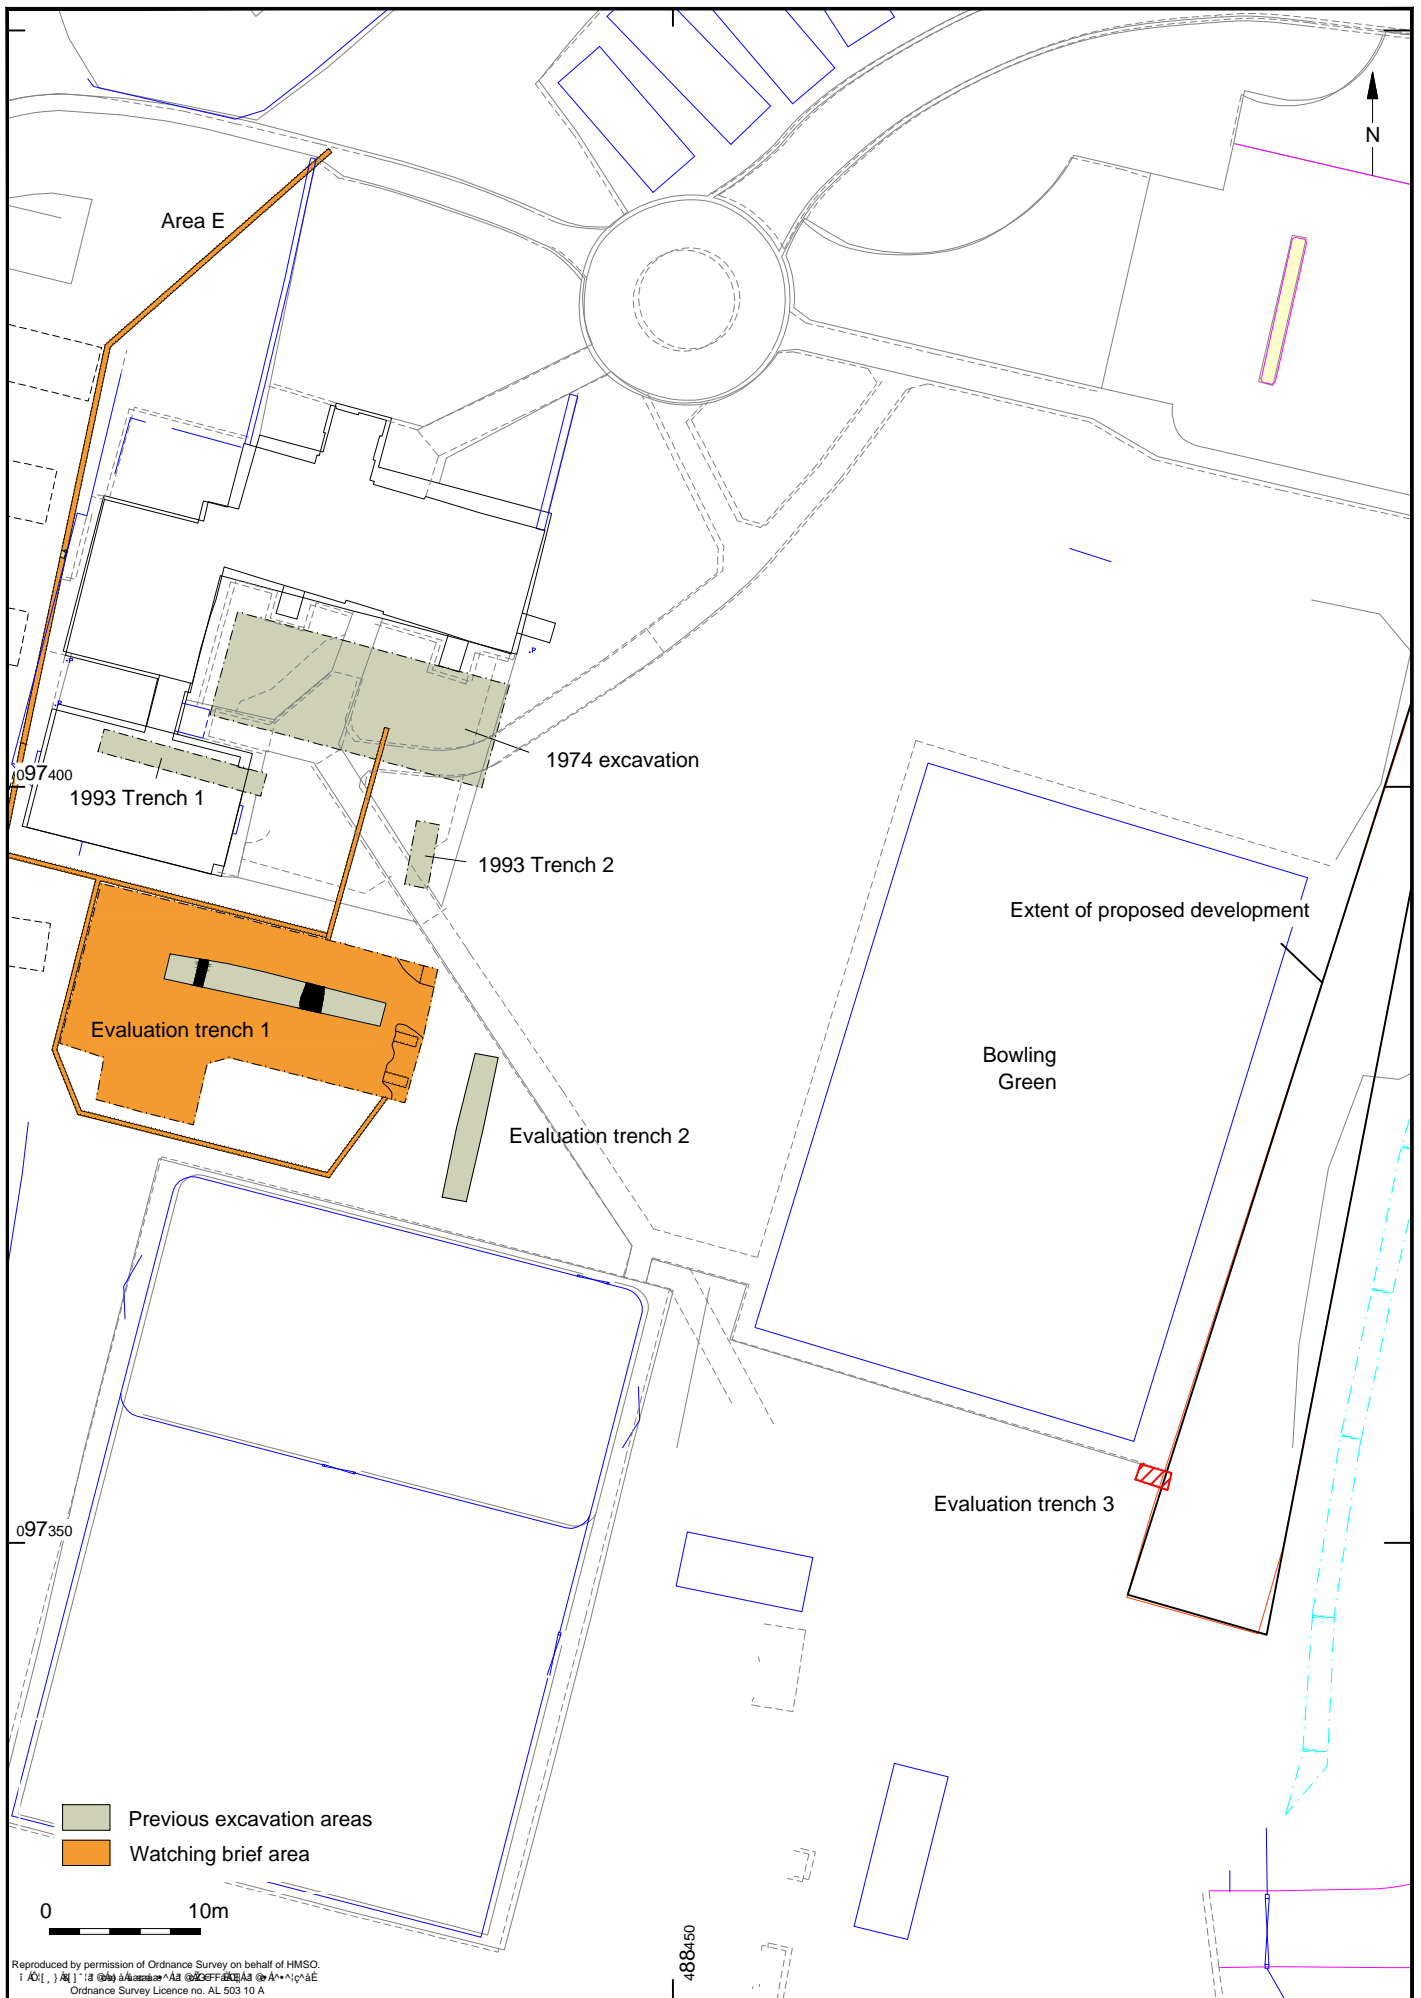 N
Area E
1974 excavation
097400
1993 Trench 1
1993 Trench 2
Extent of proposed development
Evaluation trench 1
Bowling
Green
Evaluation trench 2
Evaluation trench 3
097350
Previous excavation areas
Watching brief area
0 10m
488450
Reproduced by permission of Ordnance Survey on behalf of HMSO.
Ordnance Survey Licence no. AL 503 10 A